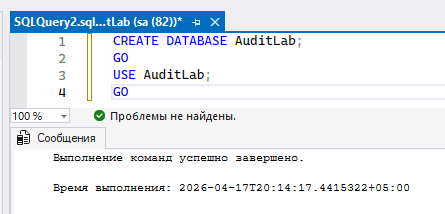 SQLQuery2.sql...tLab (sa (82))*
1 CREATE DATABASE AuditLab;
2 GO
3 USE AuditLab;
4 GO
100 %
Проблемы не найдены.
Сообщения
Выполнение команд успешно завершено.
Время выполнения: 2026-04-17T20:14:17.4415322+05:00